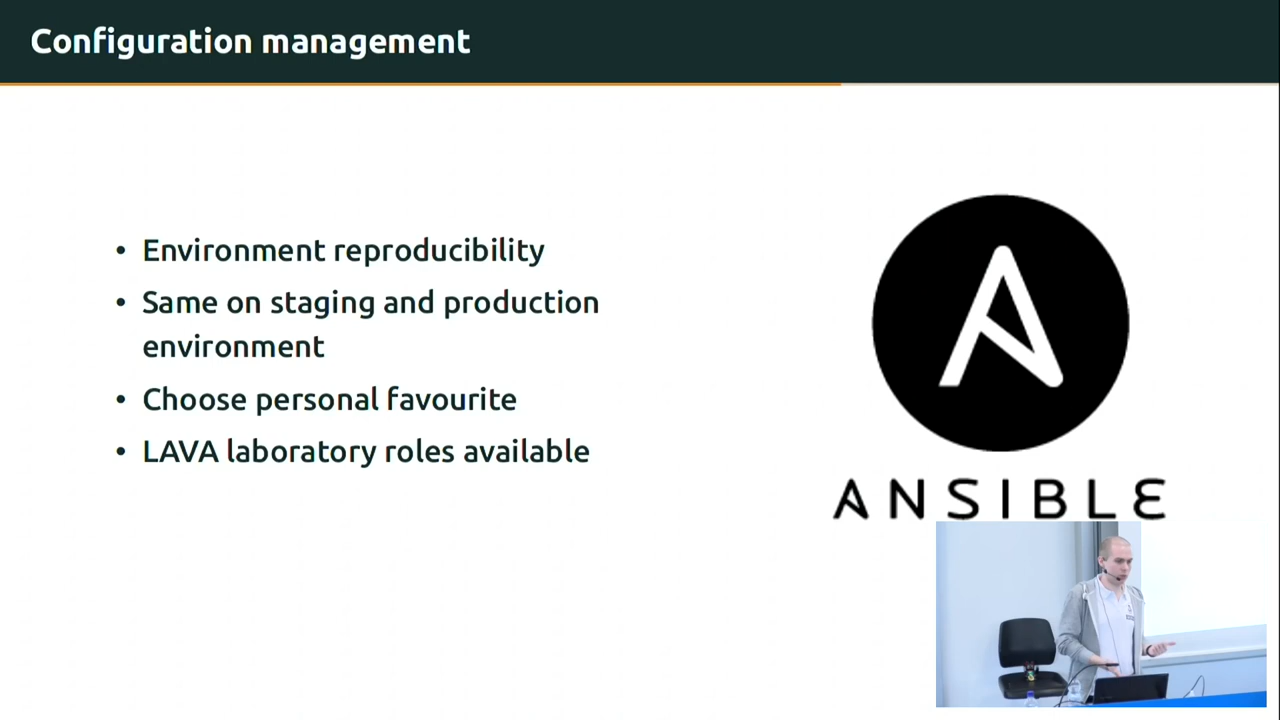 Configuration management
• Environment reproducibility
• Same on staging and production
environment
• Choose personal favourite
• LAVA laboratory roles available
ANSIBLE